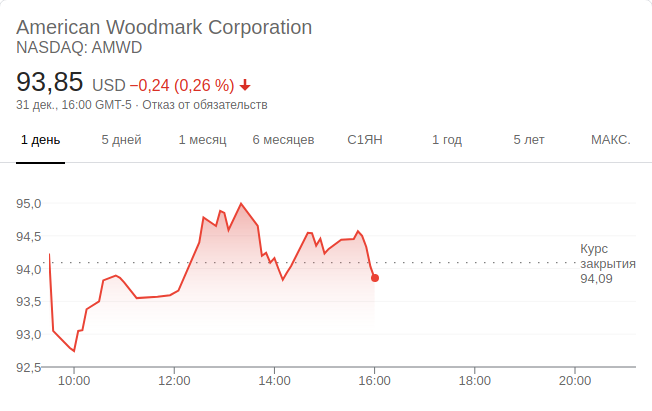 American Woodmark Corporation
NASDAQ: AMWD
93,85 USD −0,24 (0,26 %)
31 дек., 16:00 GMT-5 · Отказ от обязательств
1 день 5 дней 1 месяц 6 месяцев С1ЯН 1 год 5 лет МАКС.
95,0
94,5
94,0
93,5
93,0
92,5
Курс
закрытия
94,09
10:00 12:00 14:00 16:00 18:00 20:00